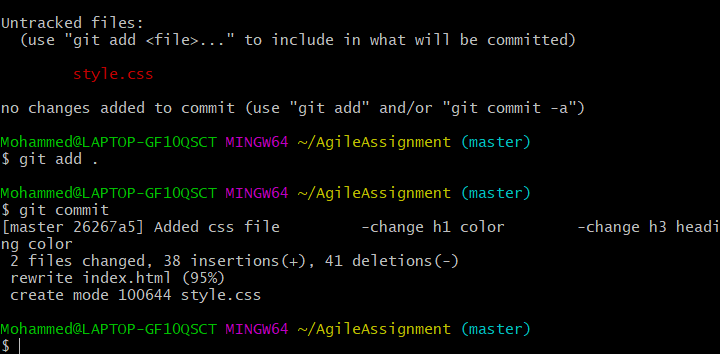 Untracked files:
  (use "git add <file>..." to include in what will be committed)
        style.css
no changes added to commit (use "git add" and/or "git commit -a")
Mohammed@LAPTOP-GF10QSCT MINGW64 ~/AgileAssignment (master)
$ git add .
Mohammed@LAPTOP-GF10QSCT MINGW64 ~/AgileAssignment (master)
$ git commit
[master 26267a5] Added css file         -change h1 color         -change h3 headi
ng color
 2 files changed, 38 insertions(+), 41 deletions(-)
 rewrite index.html (95%)
 create mode 100644 style.css
Mohammed@LAPTOP-GF10QSCT MINGW64 ~/AgileAssignment (master)
$